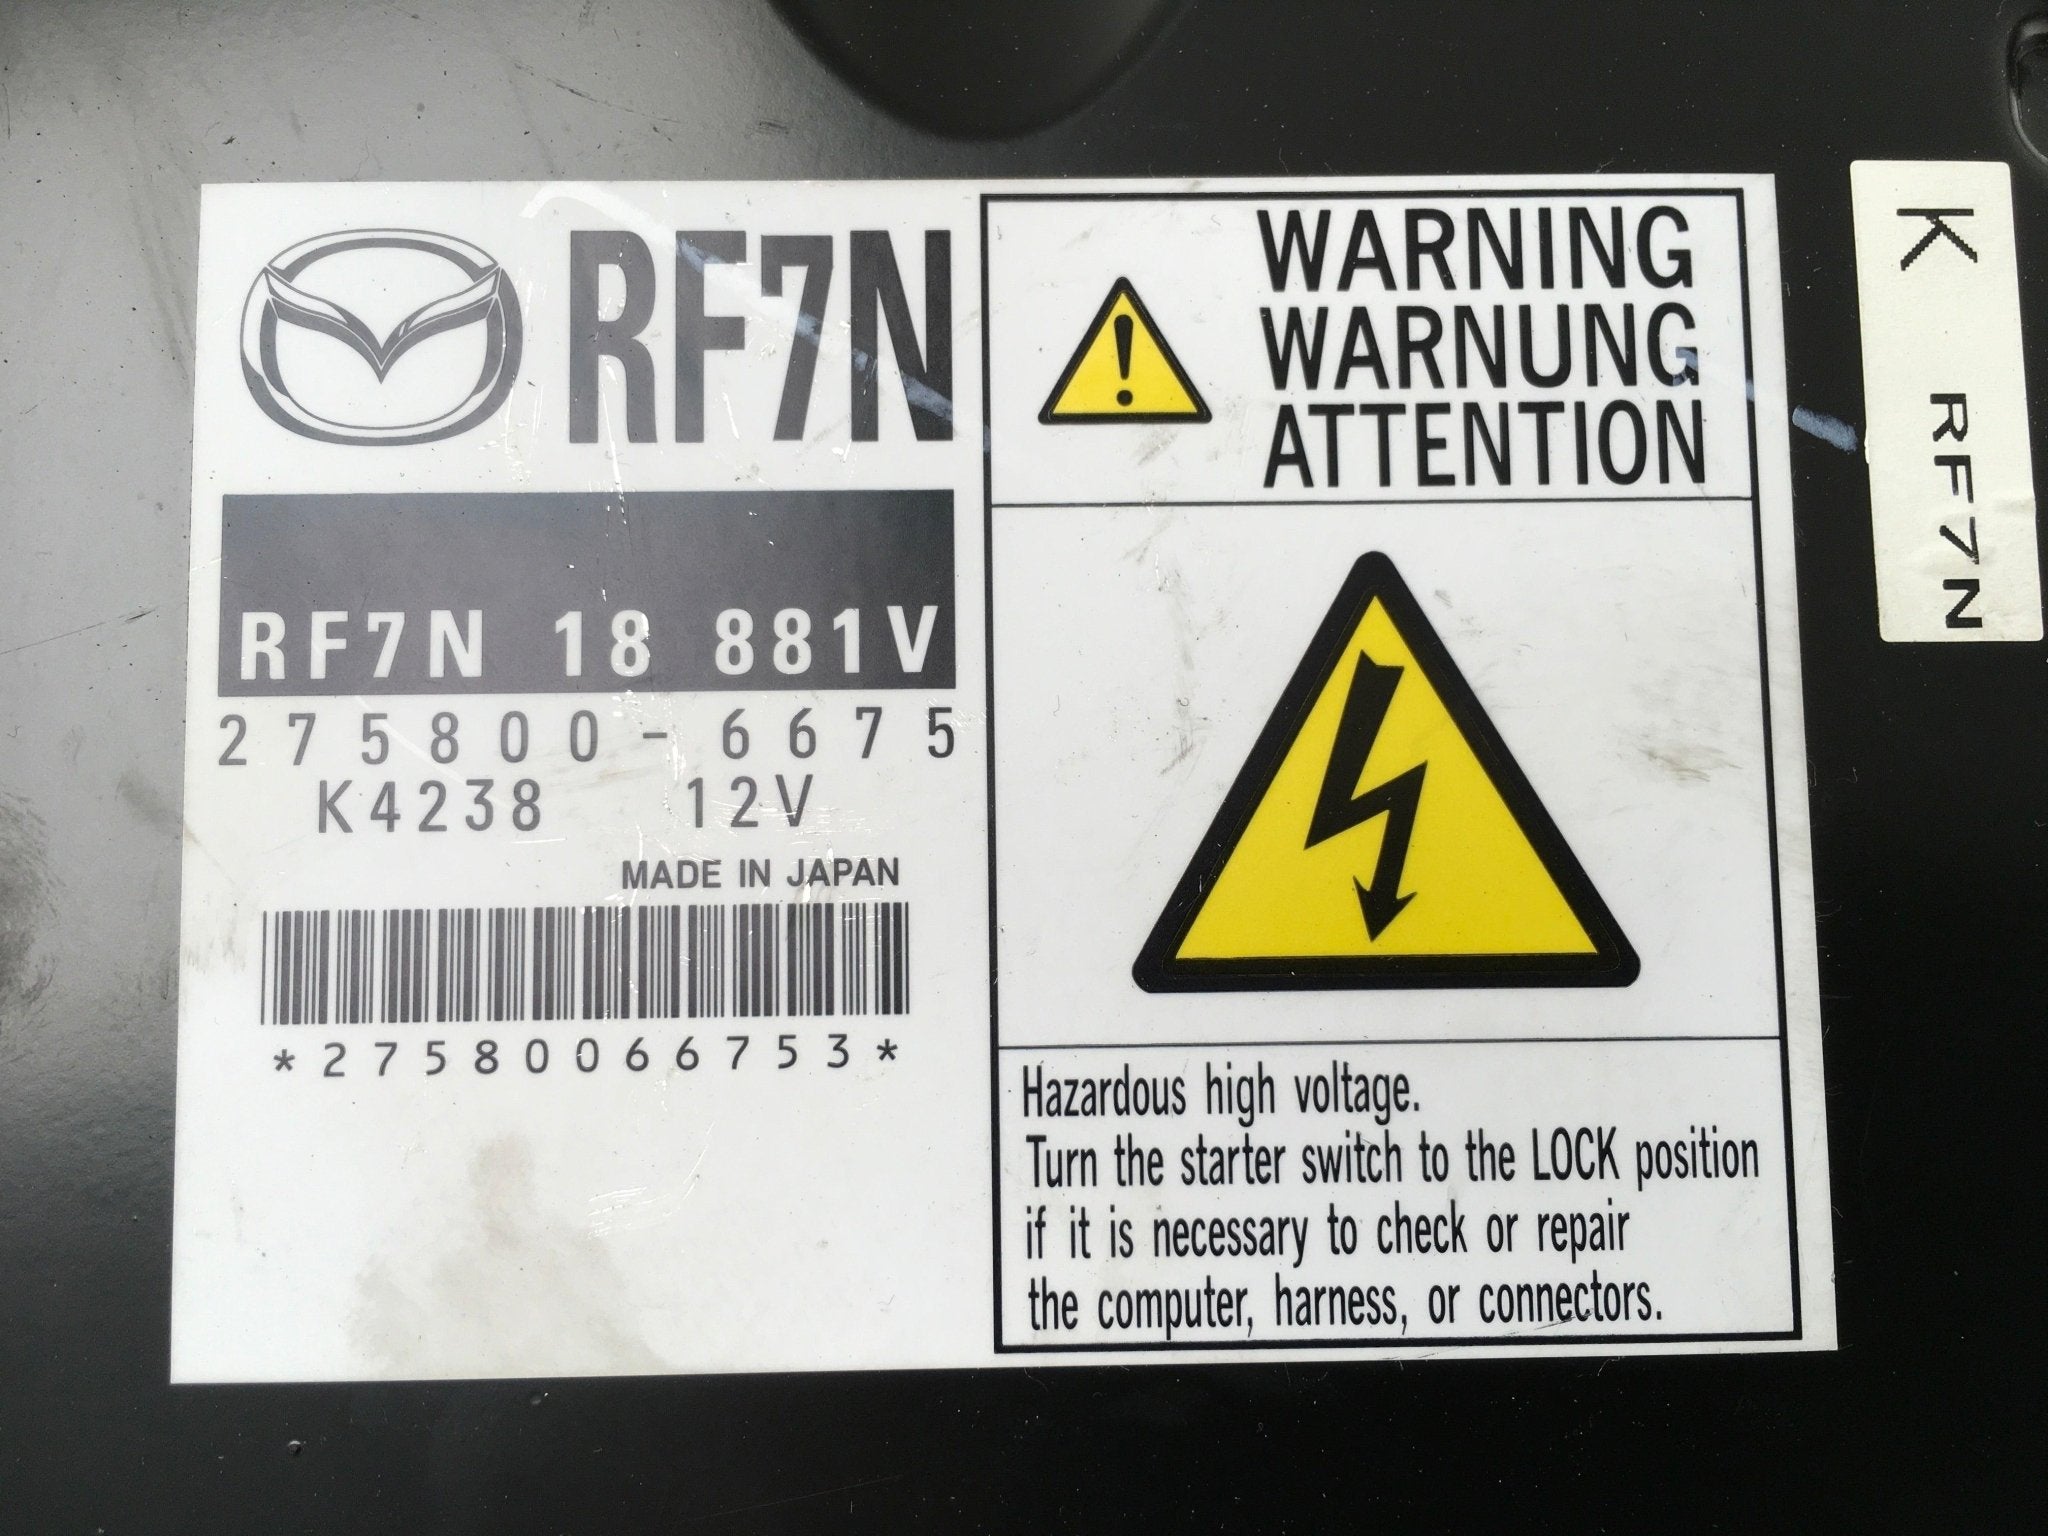 RF7N
RF7N 18 881V
275800-6675
K4238 12V
MADE IN JAPAN
*27580066753*
WARNING
WARNUNG
ATTENTION
Hazardous high voltage.
Turn the starter switch to the LOCK position
if it is necessary to check or repair
the computer, harness, or connectors.
K RF7N